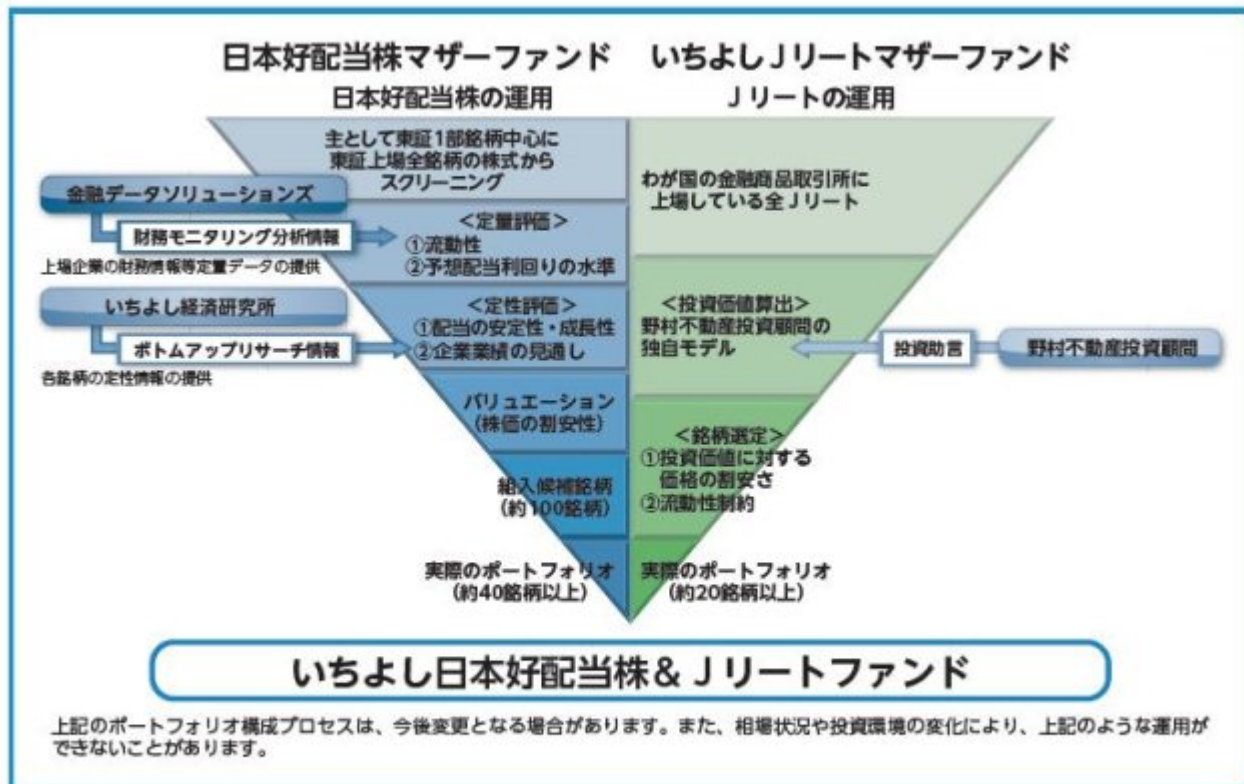 日本好配当株マザーファンド
日本好配当株の運用
主として東証1部銘柄中心に
東証上場全銘柄の株式から
スクリーニング
金融データソリューションズ
財務モニタリング分析情報
上場企業の財務情報等定量データの提供
＜定量評価＞
①流動性
②予想配当利回りの水準
いちよし経済研究所
ボトムアップリサーチ情報
各銘柄の定性情報の提供
＜定性評価＞
①配当の安定性・成長性
②企業業績の見通し
バリュエーション
(株価の割安性)
組入候補銘柄
(約100銘柄)
実際のポートフォリオ
(約40銘柄以上)
いちよしJリートマザーファンド
Jリートの運用
わが国の金融商品取引所に
上場している全Jリート
＜投資価値算出＞
野村不動産投資顧問の
独自モデル
投資助言
野村不動産投資顧問
＜銘柄選定＞
①投資価値に対する
価格の割安さ
②流動性制約
実際のポートフォリオ
(約20銘柄以上)
いちよし日本好配当株＆Jリートファンド
上記のポートフォリオ構成プロセスは、今後変更となる場合があります。また、相場状況や投資環境の変化により、上記のような運用が
できないことがあります。